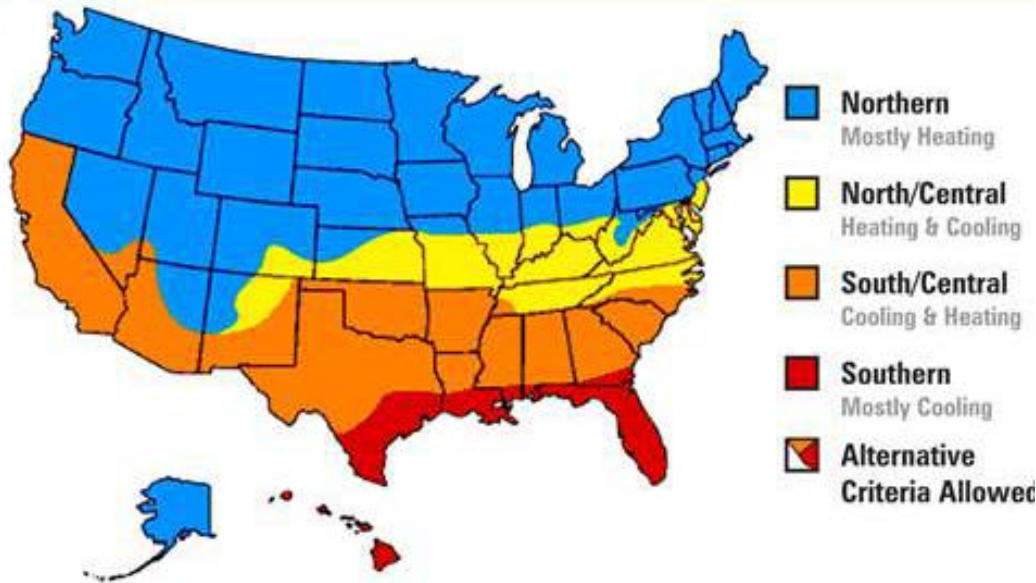 Northern
Mostly Heating
North/Central
Heating & Cooling
South/Central
Cooling & Heating
Southern
Mostly Cooling
Alternative
Criteria Allowed